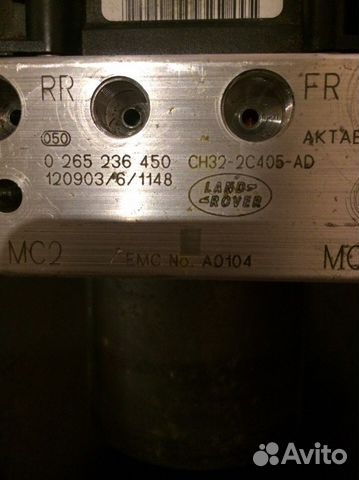 RR FR
050
0 265 236 450 CH32-2C405-AD AKTAB
120903/6/1148 LAND ROVER
MC2 EMC No. A0104 MC
Avito